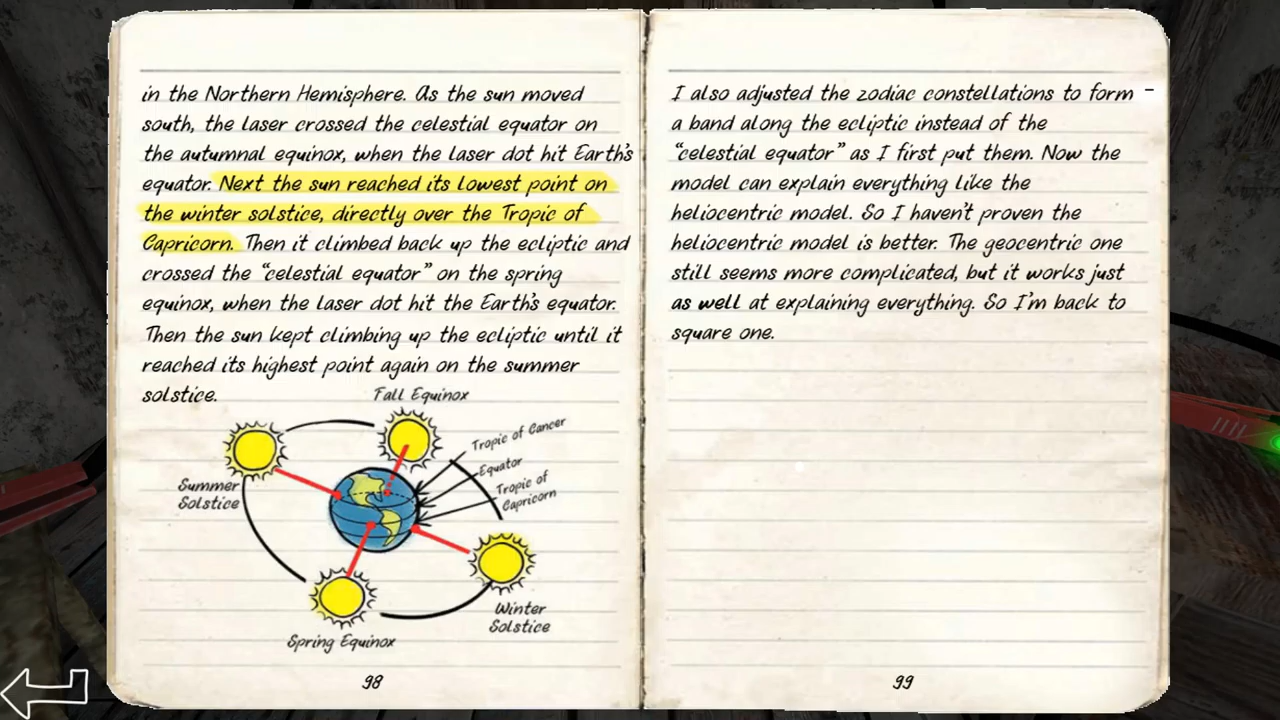 in the Northern Hemisphere. As the sun moved
south, the laser crossed the celestial equator on
the autumnal equinox, when the laser dot hit Earth's
equator. Next the sun reached its lowest point on
the winter solstice, directly over the Tropic of
Capricorn. Then it climbed back up the ecliptic and
crossed the "celestial equator" on the spring
equinox, when the laser dot hit the Earth's equator.
Then the sun kept climbing up the ecliptic until it
reached its highest point again on the summer
solstice.
Fall Equinox
Tropic of Cancer
Equator
Tropic of
Capricorn
Summer
Solstice
Winter
Solstice
Spring Equinox
98
I also adjusted the zodiac constellations to form -
a band along the ecliptic instead of the
"celestial equator" as I first put them. Now the
model can explain everything like the
heliocentric model. So I haven't proven the
heliocentric model is better. The geocentric one
still seems more complicated, but it works just
as well at explaining everything. So I'm back to
square one.
99